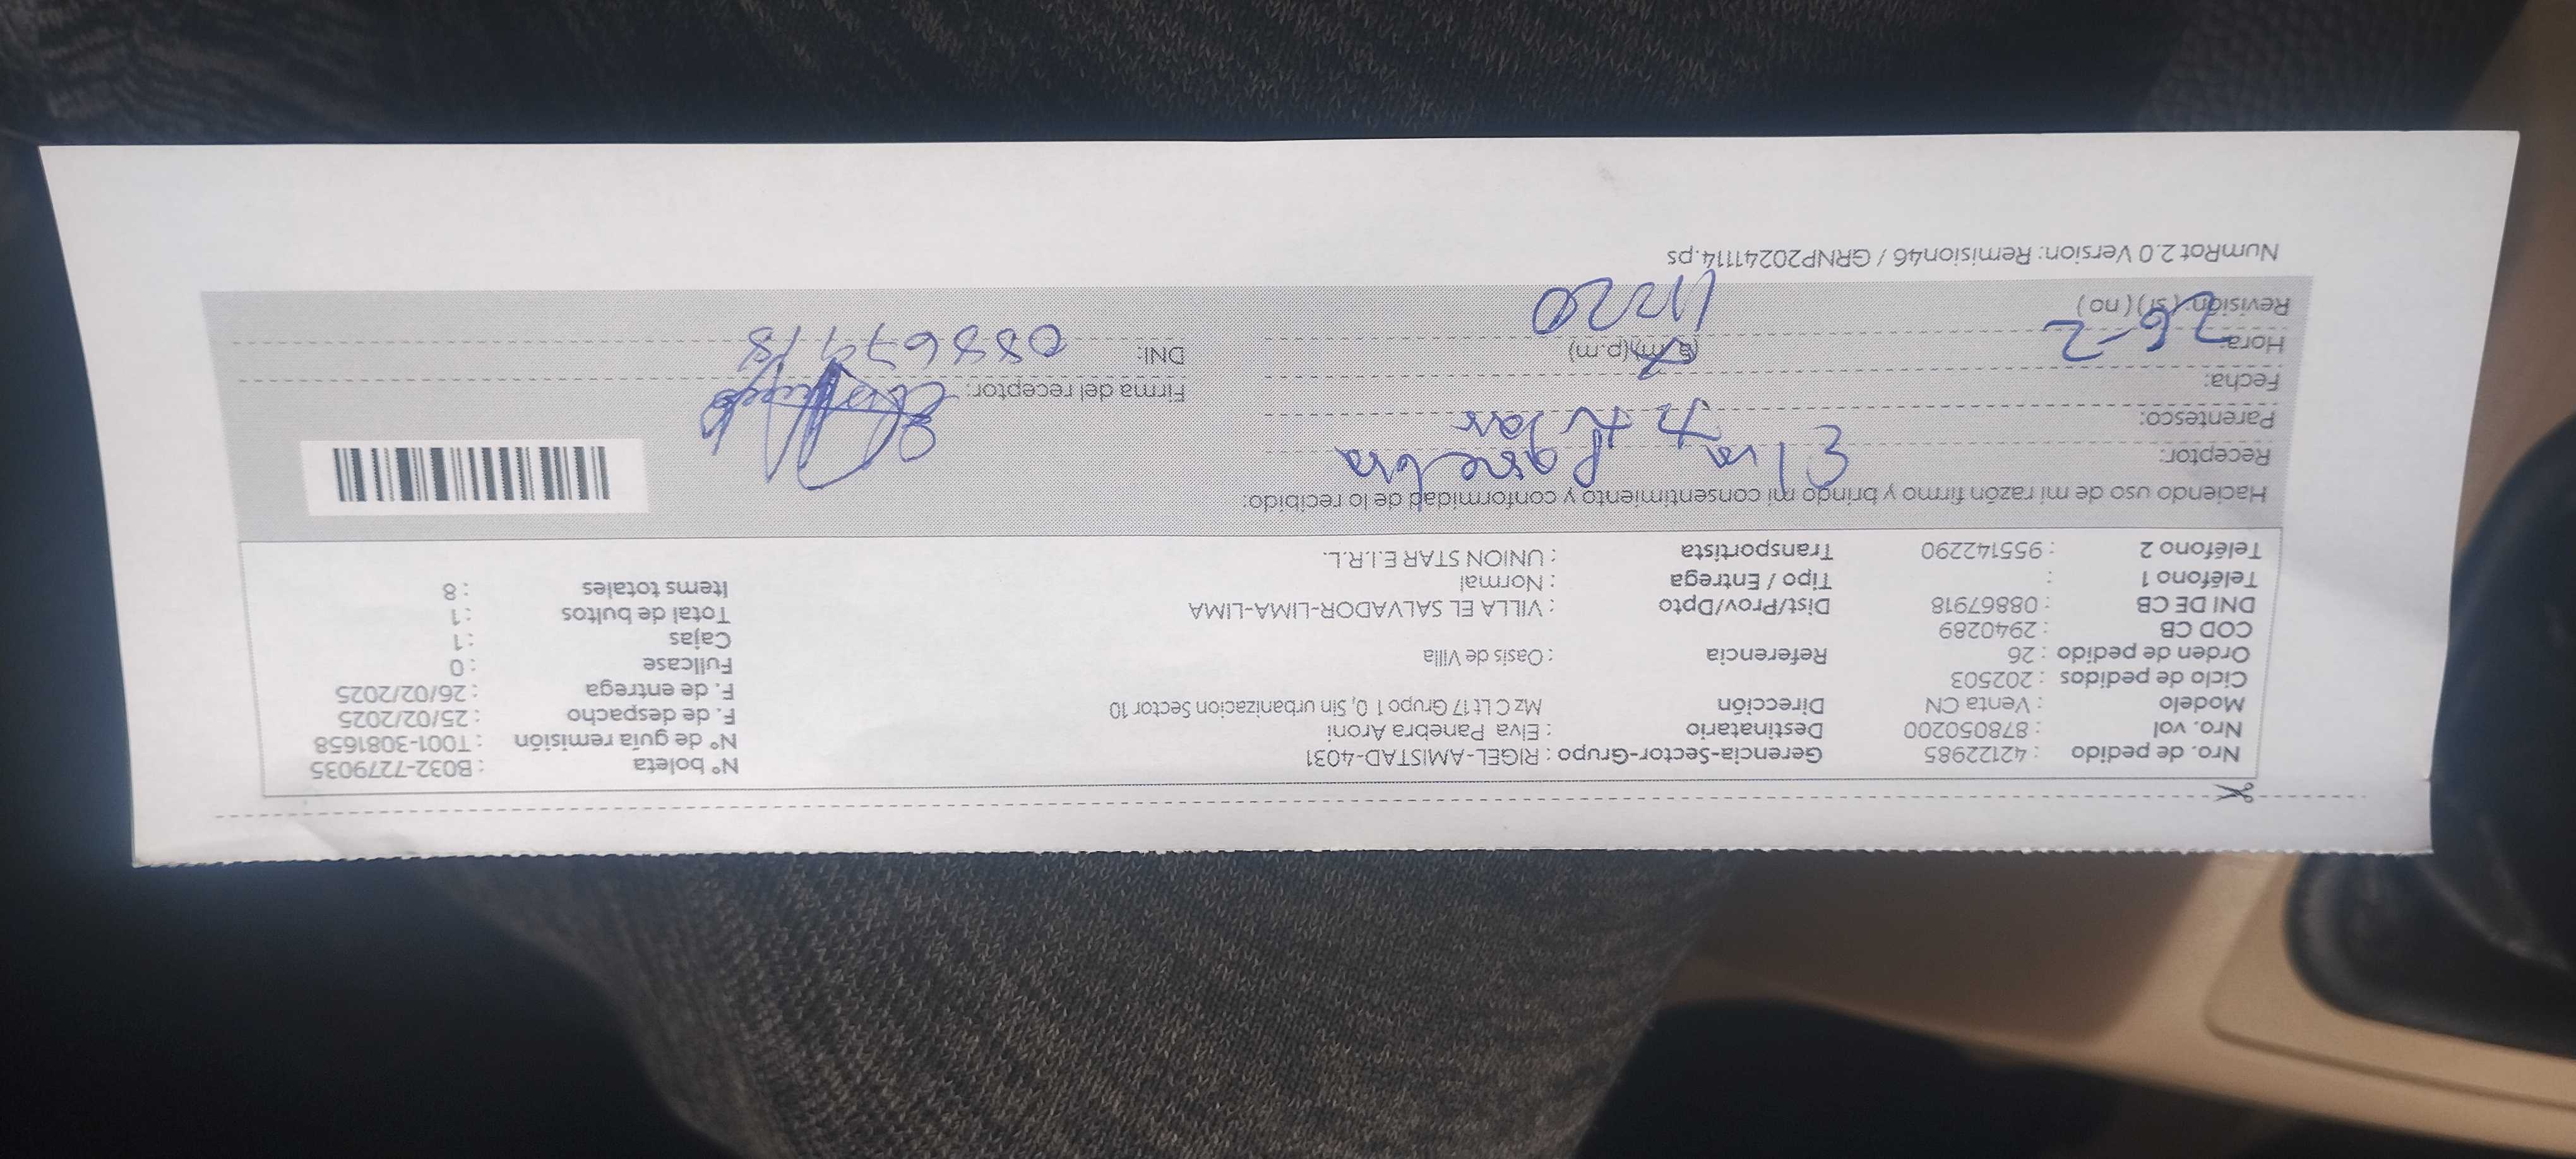 Nro. de pedido : 42122985 Gerencia-Sector-Grupo : RIGEL-AMISTAD-4031 N° boleta : B032-7279035
Nro. vol : 878050200 Destinatario : Elva Panebra Aroni N° de guía remisión : T001-3081658
Modelo : Venta CN Dirección Mz C Lt 17 Grupo 1 0, Sin urbanizacion Sector 10 F. de despacho : 25/02/2025
Ciclo de pedidos : 202503 F. de entrega : 26/02/2025
Orden de pedido : 26 Referencia : Oasis de Villa Fullcase : 0
COD CB : 2940289 Cajas : 1
DNI DE CB : 08867918 Dist/Prov/Dpto : VILLA EL SALVADOR-LIMA-LIMA Total de bultos : 1
Teléfono 1 : Tipo / Entrega : Normal Items totales : 8
Teléfono 2 : 955142290 Transportista : UNION STAR E.I.R.L.
Haciendo uso de mi razón firmo y brindo mi consentimiento y conformidad de lo recibido:
Receptor: Elva Panebra
Parentesco: Titular
Fecha: Firma del receptor:
Hora: 26-2 (a.m)(p.m) DNI:
Revisión: (si) (no) 11:20
NumRot 2.0 Version: Remision46 / GRNP20241114.ps